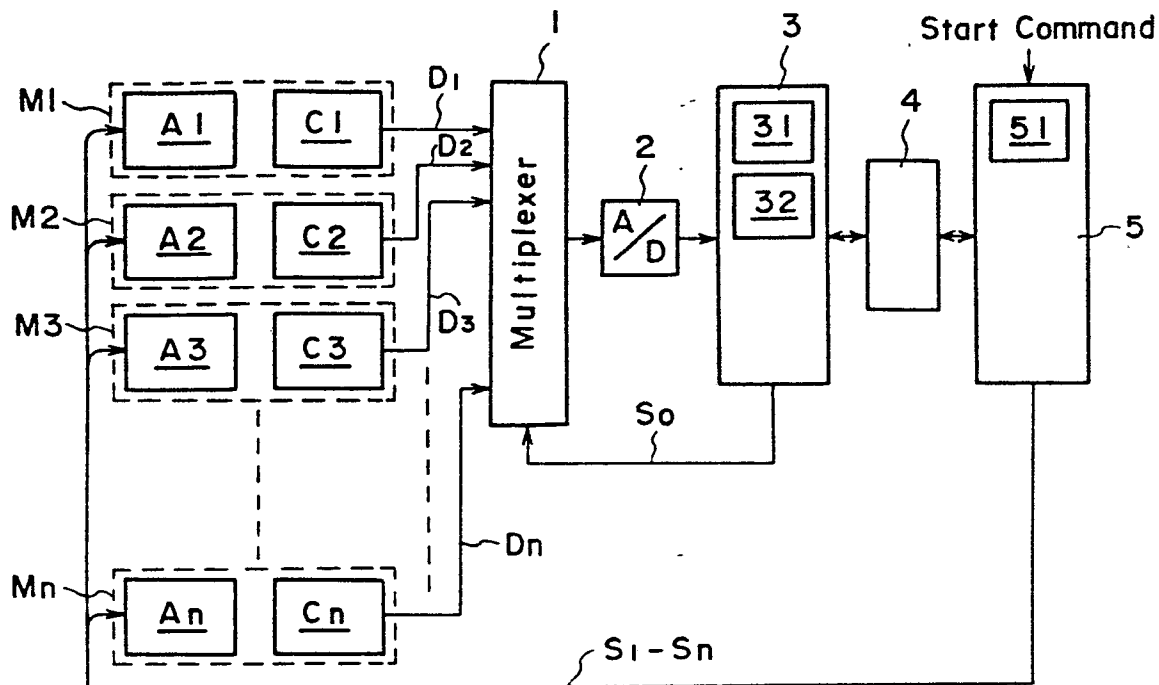 1
3
Start Command
M1
A1
C1
D1
31
51
4
D2
2
M2
A2
C2
Multiplexer
A/D
32
5
M3
A3
C3
D3
So
Dn
Mn
An
Cn
S1-Sn